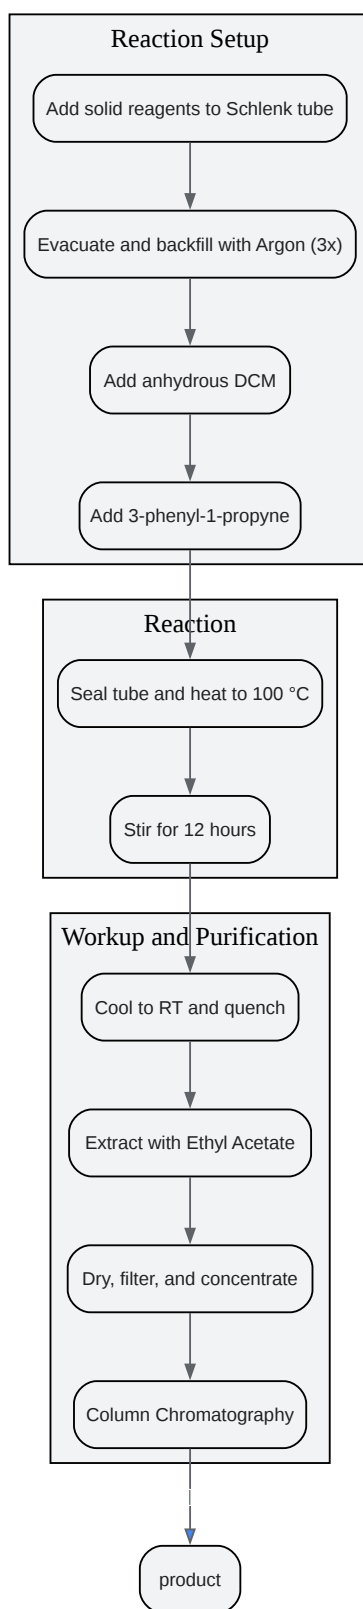 Reaction Setup
Add solid reagents to Schlenk tube
Evacuate and backfill with Argon (3x)
Add anhydrous DCM
Add 3-phenyl-1-propyne
Reaction
Seal tube and heat to 100 °C
Stir for 12 hours
Workup and Purification
Cool to RT and quench
Extract with Ethyl Acetate
Dry, filter, and concentrate
Column Chromatography
product